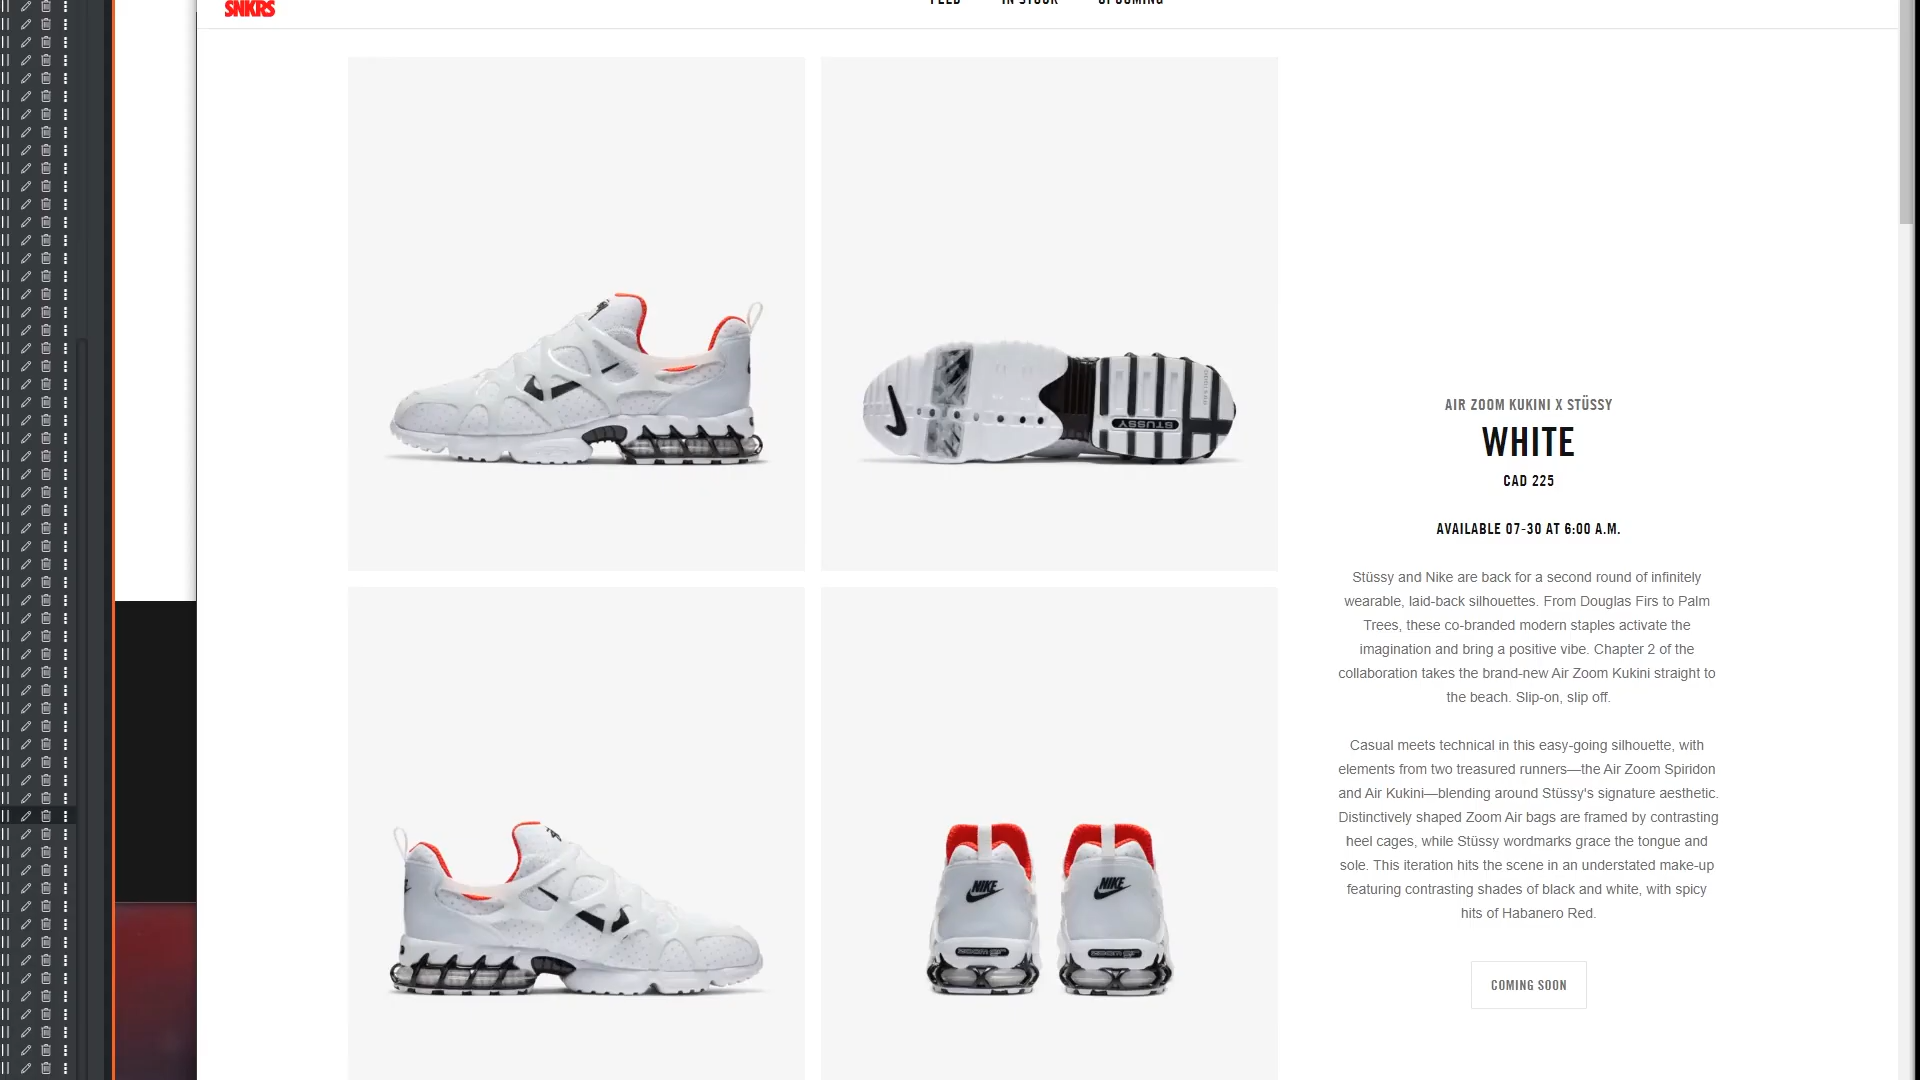 SNKRS
FEED
IN STOCK
UPCOMING
STUSSY
NIKE
NIKE
AIR ZOOM KUKINI X STÜSSY
WHITE
CAD 225
AVAILABLE 07-30 AT 6:00 A.M.
Stüssy and Nike are back for a second round of infinitely
wearable, laid-back silhouettes. From Douglas Firs to Palm
Trees, these co-branded modern staples activate the
imagination and bring a positive vibe. Chapter 2 of the
collaboration takes the brand-new Air Zoom Kukini straight to
the beach. Slip-on, slip off.
Casual meets technical in this easy-going silhouette, with
elements from two treasured runners—the Air Zoom Spiridon
and Air Kukini—blending around Stüssy's signature aesthetic.
Distinctively shaped Zoom Air bags are framed by contrasting
heel cages, while Stüssy wordmarks grace the tongue and
sole. This iteration hits the scene in an understated make-up
featuring contrasting shades of black and white, with spicy
hits of Habanero Red.
COMING SOON